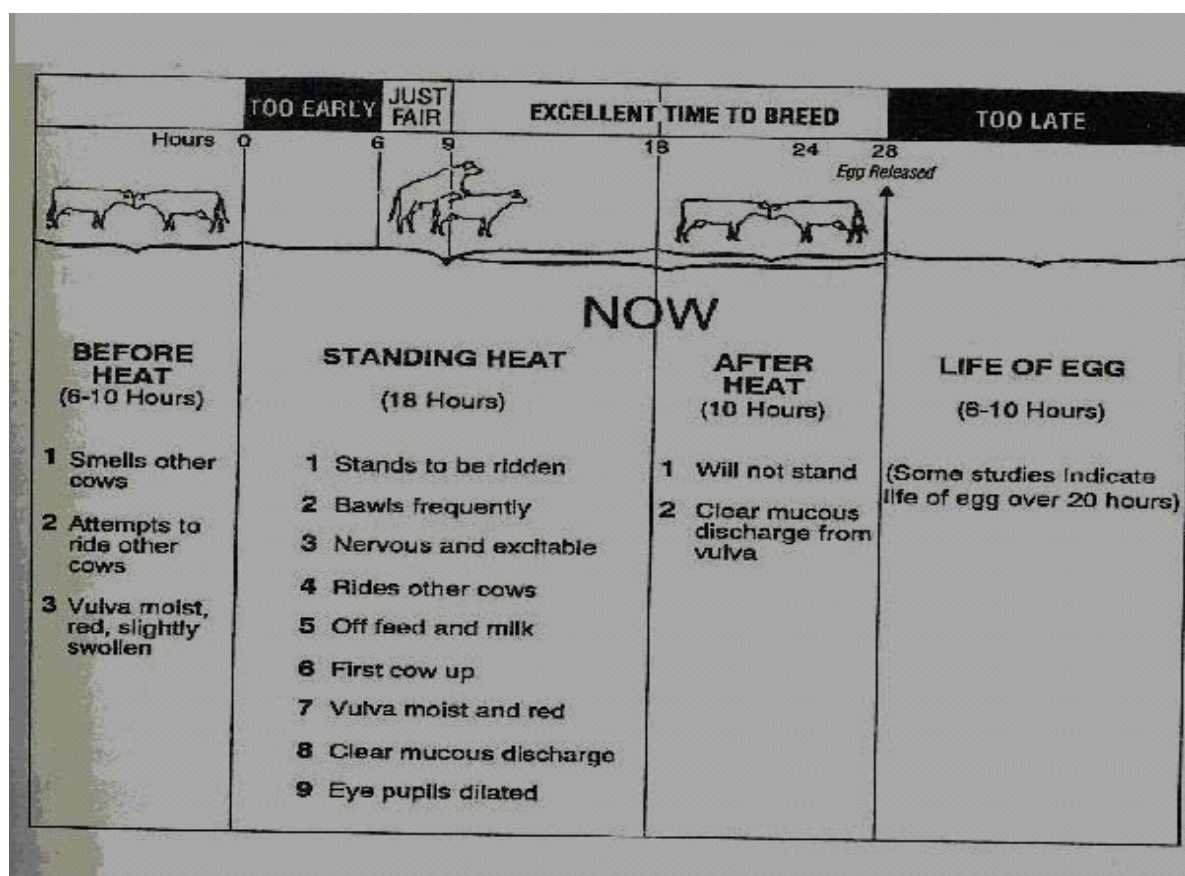 TOO EARLY
JUST
FAIR
EXCELLENT TIME TO BREED
TOO LATE
Hours 0 6 9 18 24 28
Egg Released
NOW
BEFORE
HEAT
(6-10 Hours)
1 Smells other
cows
2 Attempts to
ride other
cows
3 Vulva moist,
red, slightly
swollen
STANDING HEAT
(18 Hours)
1 Stands to be ridden
2 Bawls frequently
3 Nervous and excitable
4 Rides other cows
5 Off feed and milk
6 First cow up
7 Vulva moist and red
8 Clear mucous discharge
9 Eye pupils dilated
AFTER
HEAT
(10 Hours)
1 Will not stand
2 Clear mucous
discharge from
vulva
LIFE OF EGG
(6-10 Hours)
(Some studies indicate
life of egg over 20 hours)